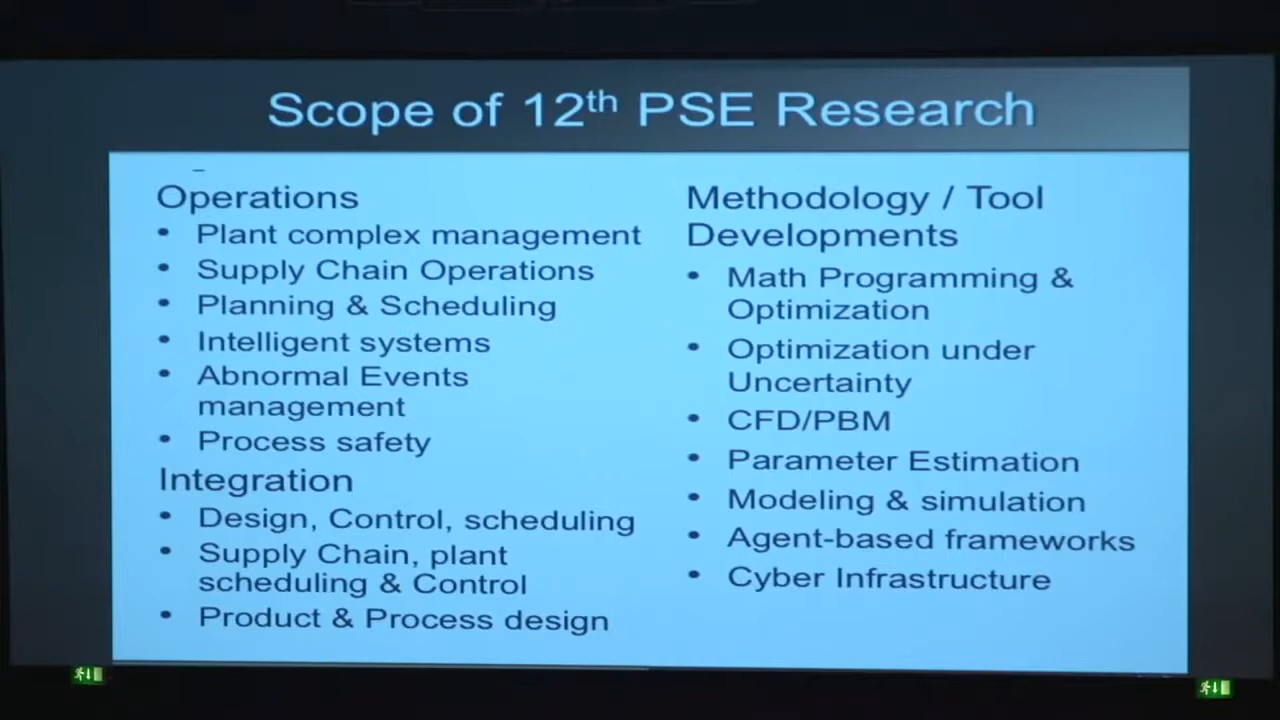 Scope of 12th PSE Research
Operations
• Plant complex management
• Supply Chain Operations
• Planning & Scheduling
• Intelligent systems
• Abnormal Events
management
• Process safety
Integration
• Design, Control, scheduling
• Supply Chain, plant
scheduling & Control
• Product & Process design
Methodology / Tool
Developments
• Math Programming &
Optimization
• Optimization under
Uncertainty
• CFD/PBM
• Parameter Estimation
• Modeling & simulation
• Agent-based frameworks
• Cyber Infrastructure